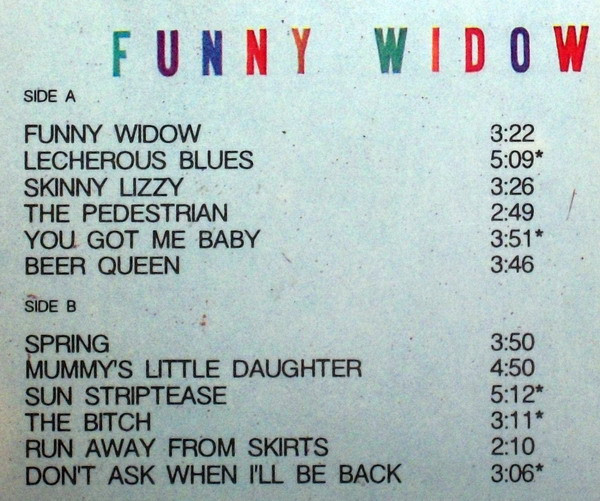 FUNNY WIDOW
SIDE A
FUNNY WIDOW 3:22
LECHEROUS BLUES 5:09*
SKINNY LIZZY 3:26
THE PEDESTRIAN 2:49
YOU GOT ME BABY 3:51*
BEER QUEEN 3:46
SIDE B
SPRING 3:50
MUMMY'S LITTLE DAUGHTER 4:50
SUN STRIPTEASE 5:12*
THE BITCH 3:11*
RUN AWAY FROM SKIRTS 2:10
DON'T ASK WHEN I'LL BE BACK 3:06*